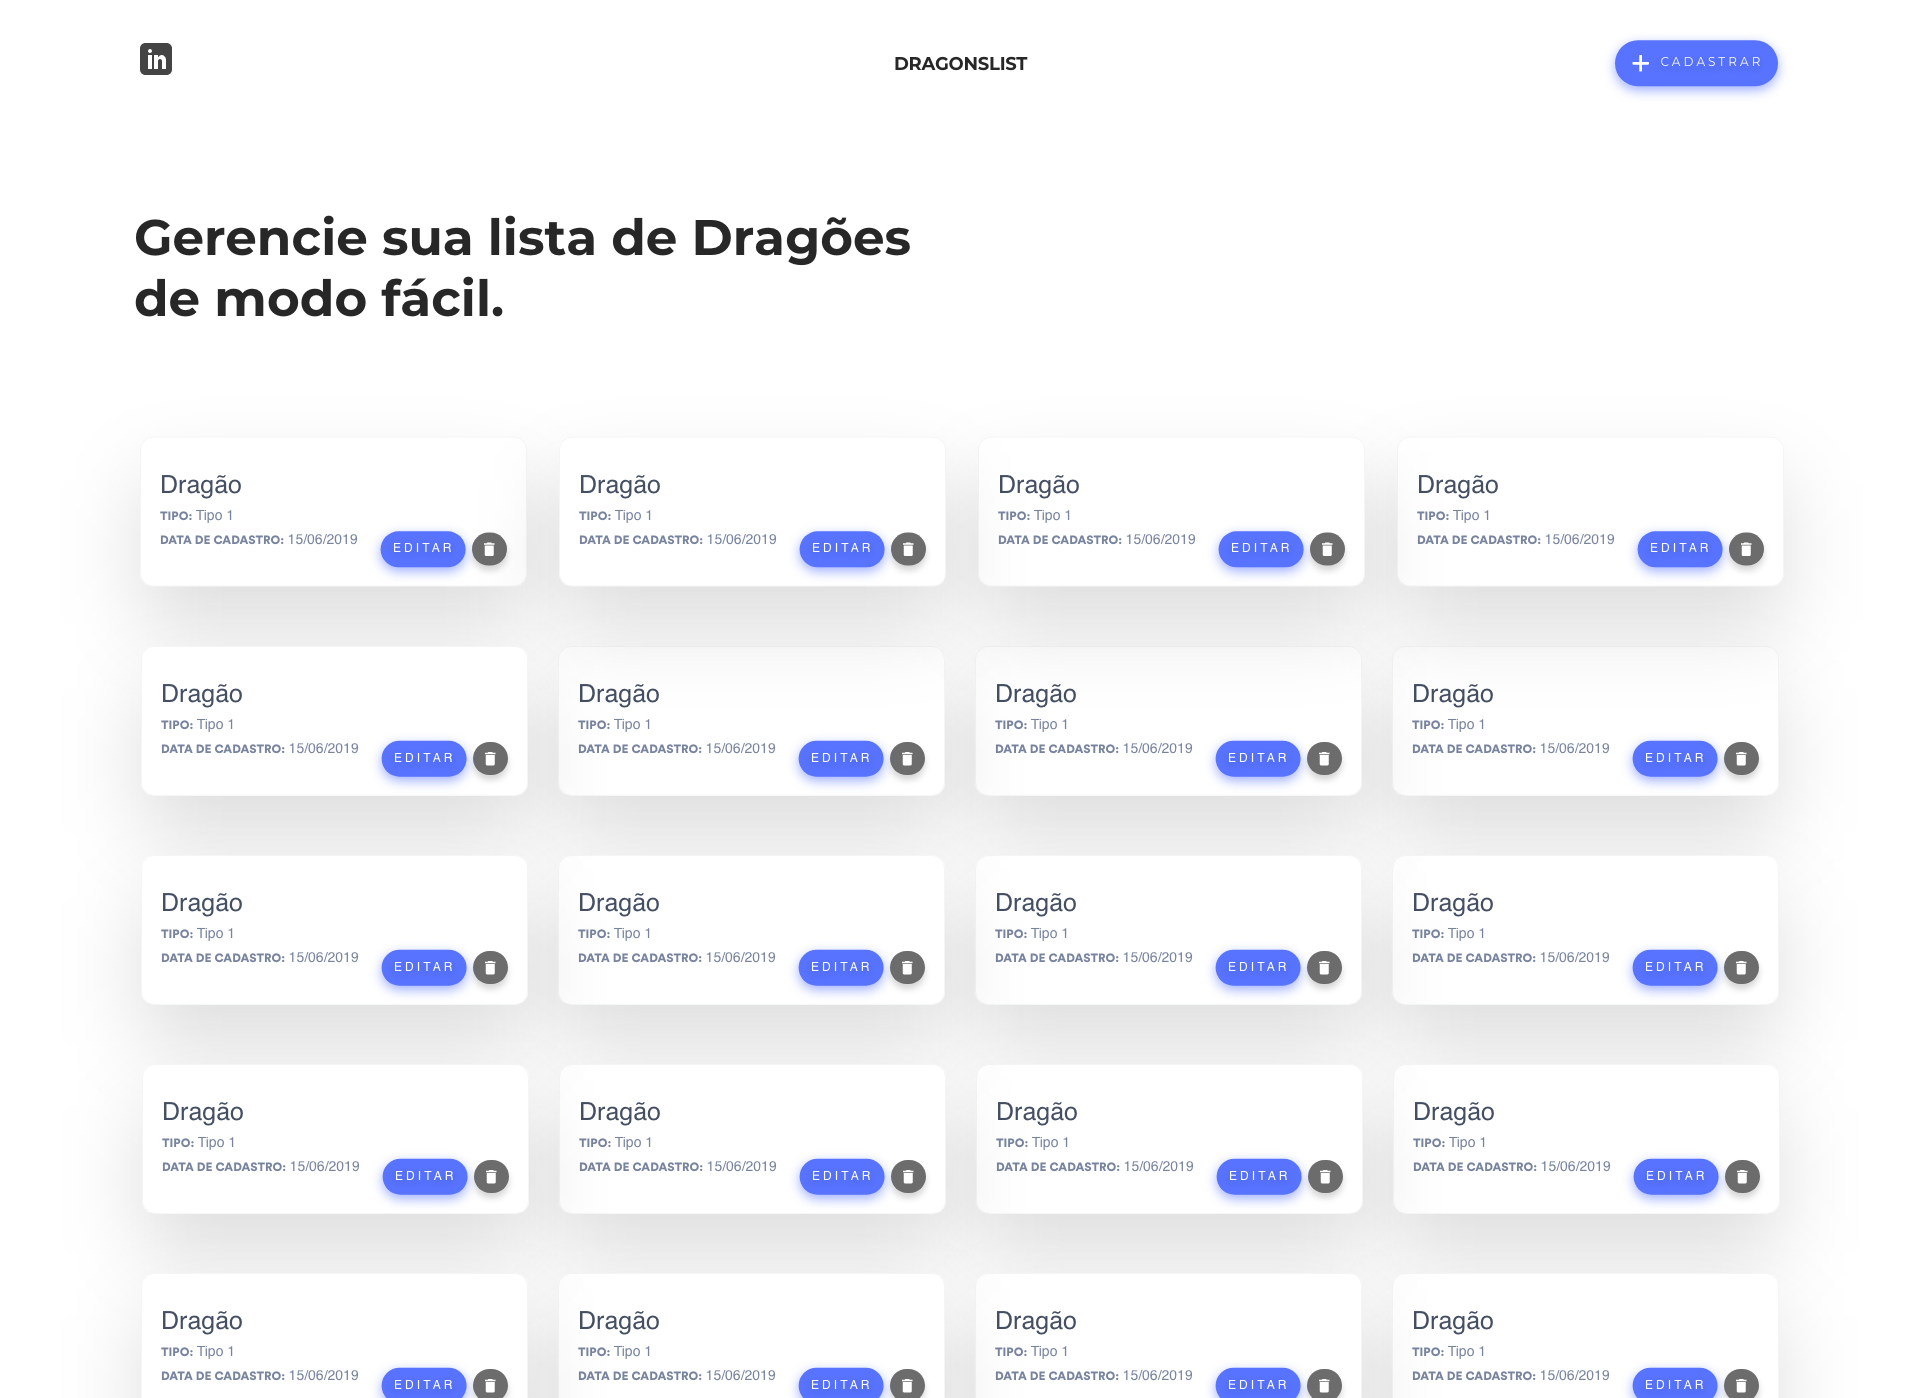 in
DRAGONSLIST
CADASTRAR
Gerencie sua lista de Dragões
de modo fácil.
Dragão
TIPO: Tipo 1
DATA DE CADASTRO: 15/06/2019
EDITAR
Dragão
TIPO: Tipo 1
DATA DE CADASTRO: 15/06/2019
EDITAR
Dragão
TIPO: Tipo 1
DATA DE CADASTRO: 15/06/2019
EDITAR
Dragão
TIPO: Tipo 1
DATA DE CADASTRO: 15/06/2019
EDITAR
Dragão
TIPO: Tipo 1
DATA DE CADASTRO: 15/06/2019
EDITAR
Dragão
TIPO: Tipo 1
DATA DE CADASTRO: 15/06/2019
EDITAR
Dragão
TIPO: Tipo 1
DATA DE CADASTRO: 15/06/2019
EDITAR
Dragão
TIPO: Tipo 1
DATA DE CADASTRO: 15/06/2019
EDITAR
Dragão
TIPO: Tipo 1
DATA DE CADASTRO: 15/06/2019
EDITAR
Dragão
TIPO: Tipo 1
DATA DE CADASTRO: 15/06/2019
EDITAR
Dragão
TIPO: Tipo 1
DATA DE CADASTRO: 15/06/2019
EDITAR
Dragão
TIPO: Tipo 1
DATA DE CADASTRO: 15/06/2019
EDITAR
Dragão
TIPO: Tipo 1
DATA DE CADASTRO: 15/06/2019
EDITAR
Dragão
TIPO: Tipo 1
DATA DE CADASTRO: 15/06/2019
EDITAR
Dragão
TIPO: Tipo 1
DATA DE CADASTRO: 15/06/2019
EDITAR
Dragão
TIPO: Tipo 1
DATA DE CADASTRO: 15/06/2019
EDITAR
Dragão
TIPO: Tipo 1
DATA DE CADASTRO: 15/06/2019
EDITAR
Dragão
TIPO: Tipo 1
DATA DE CADASTRO: 15/06/2019
EDITAR
Dragão
TIPO: Tipo 1
DATA DE CADASTRO: 15/06/2019
EDITAR
Dragão
TIPO: Tipo 1
DATA DE CADASTRO: 15/06/2019
EDITAR